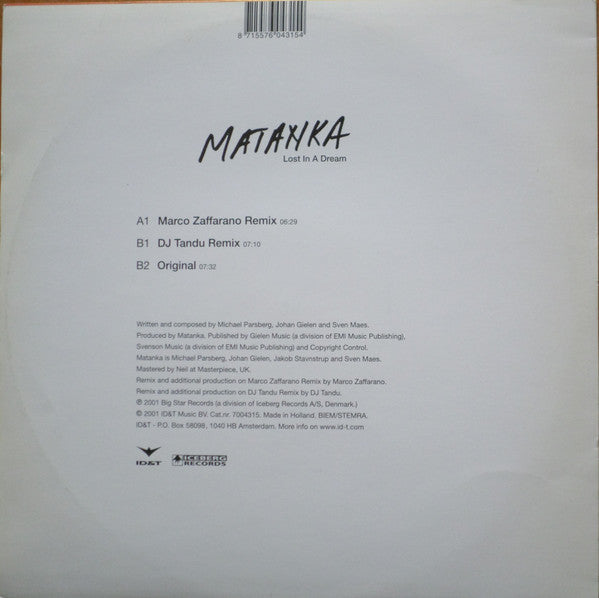 8 715576 043154
MATANKA
Lost In A Dream
A1 Marco Zaffarano Remix 06:29
B1 DJ Tandu Remix 07:10
B2 Original 07:32
Written and composed by Michael Parsberg, Johan Gielen and Sven Maes.
Produced by Matanka, Published by Gielen Music (a division of EMI Music Publishing),
Svenson Music (a division of EMI Music Publishing) and Copyright Control.
Matanka is Michael Parsberg, Johan Gielen, Jakob Stavnstrup and Sven Maes.
Mastered by Neil at Masterpiece, UK.
Remix and additional production on Marco Zaffarano Remix by Marco Zaffarano.
Remix and additional production on DJ Tandu Remix by DJ Tandu.
℗ 2001 Big Star Records (a division of Iceberg Records A/S, Denmark.)
© 2001 ID&T Music BV. Cat.nr. 7004315. Made in Holland. BIEM/STEMRA.
ID&T - P.O. Box 58098, 1040 HB Amsterdam. More info on www.id-t.com
ID&T
ICEBERG
RECORDS